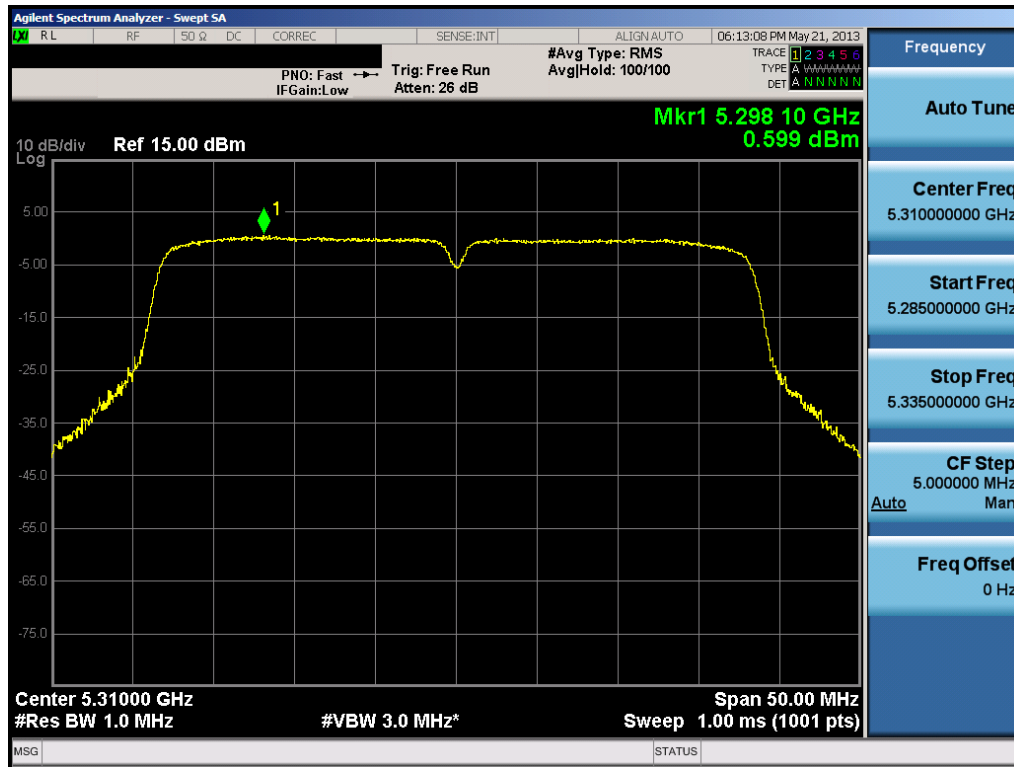 Agilent Spectrum Analyzer - Swept SA
LXI RL RF 50 Ω DC CORREC SENSE:INT ALIGN AUTO 06:13:08 PM May 21, 2013
PNO: Fast
IFGain:Low
Trig: Free Run
Atten: 26 dB
#Avg Type: RMS
Avg|Hold: 100/100
TRACE 1 2 3 4 5 6
TYPE A WWWWW
DET A N N N N N
Mkr1 5.298 10 GHz
0.599 dBm
10 dB/div Ref 15.00 dBm
Log
1
5.00
-5.00
-15.0
-25.0
-35.0
-45.0
-55.0
-65.0
-75.0
Center 5.31000 GHz Span 50.00 MHz
#Res BW 1.0 MHz #VBW 3.0 MHz* Sweep 1.00 ms (1001 pts)
MSG STATUS
Frequency
Auto Tune
Center Freq
5.310000000 GHz
Start Freq
5.285000000 GHz
Stop Freq
5.335000000 GHz
CF Step
5.000000 MHz
Auto Man
Freq Offset
0 Hz